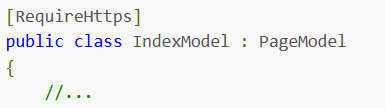 [RequireHttps]
public class IndexModel : PageModel
{
    //...